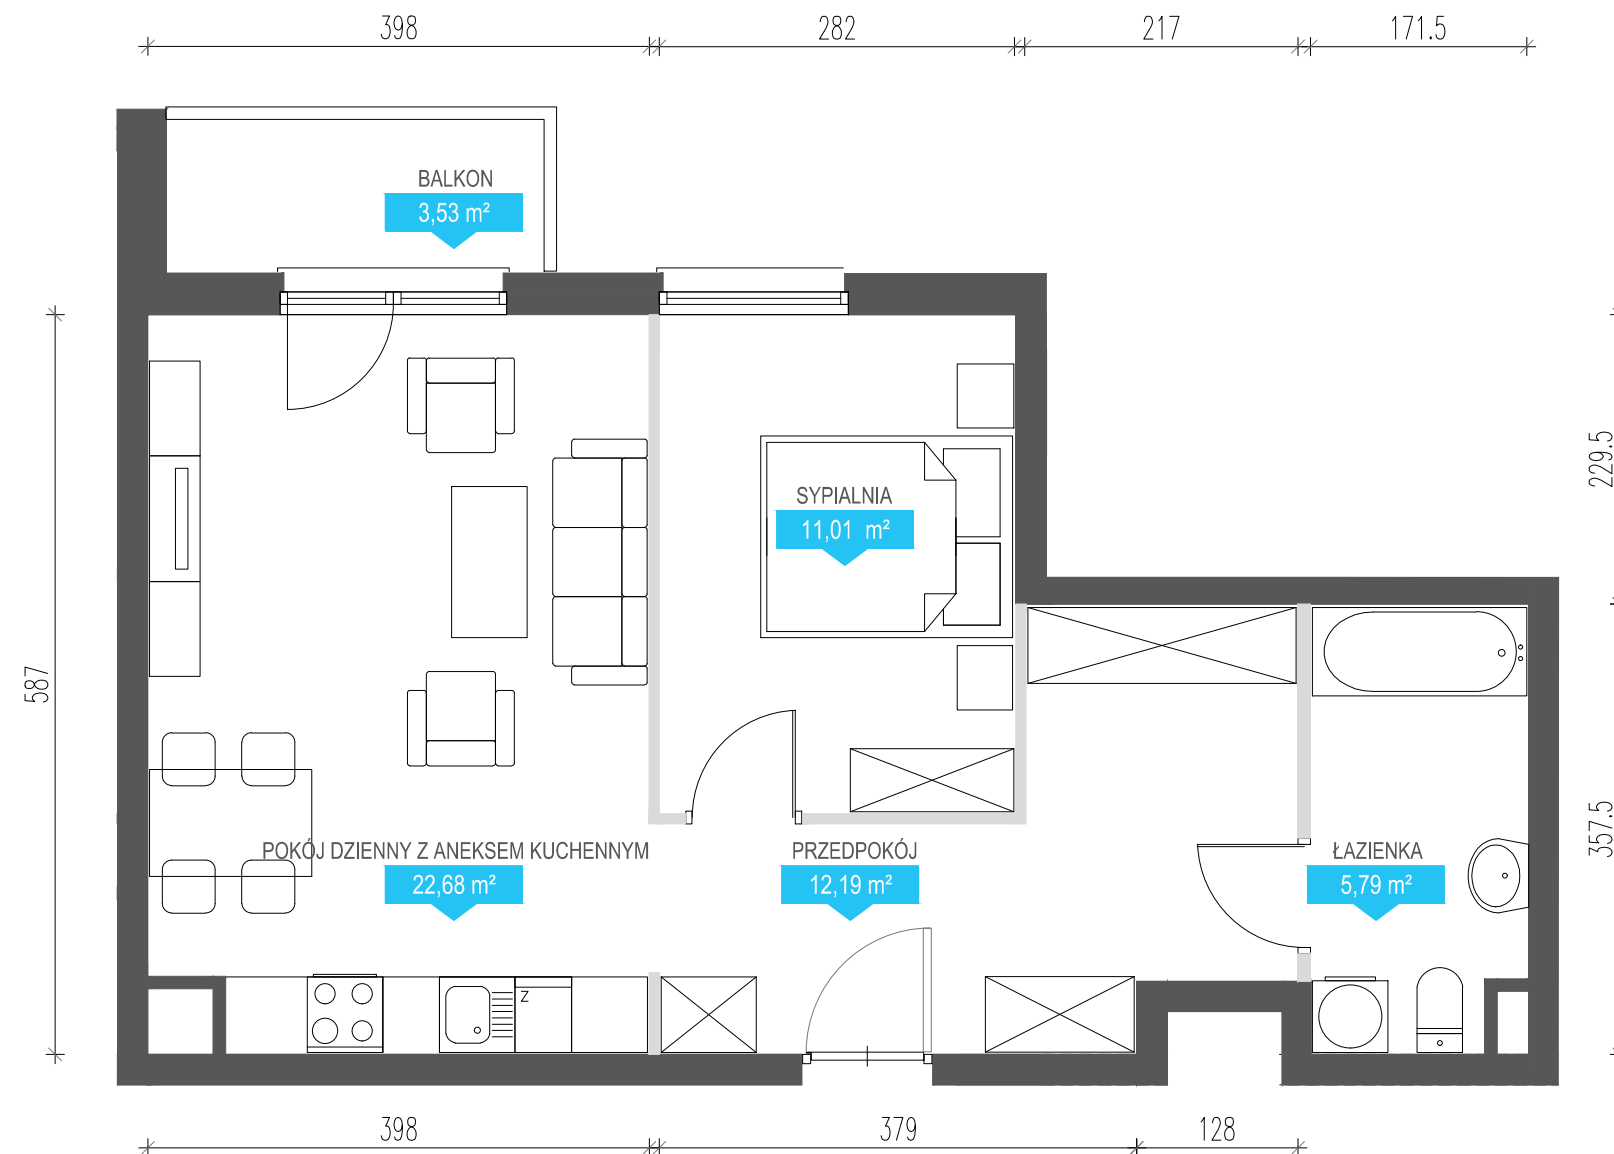 398
282
217
171.5
BALKON
3,53 m²
229.5
SYPIALNIA
11,01 m²
587
357.5
POKÓJ DZIENNY Z ANEKSEM KUCHENNYM
22,68 m²
PRZEDPOKÓJ
12,19 m²
ŁAZIENKA
5,79 m²
Z
398
379
128